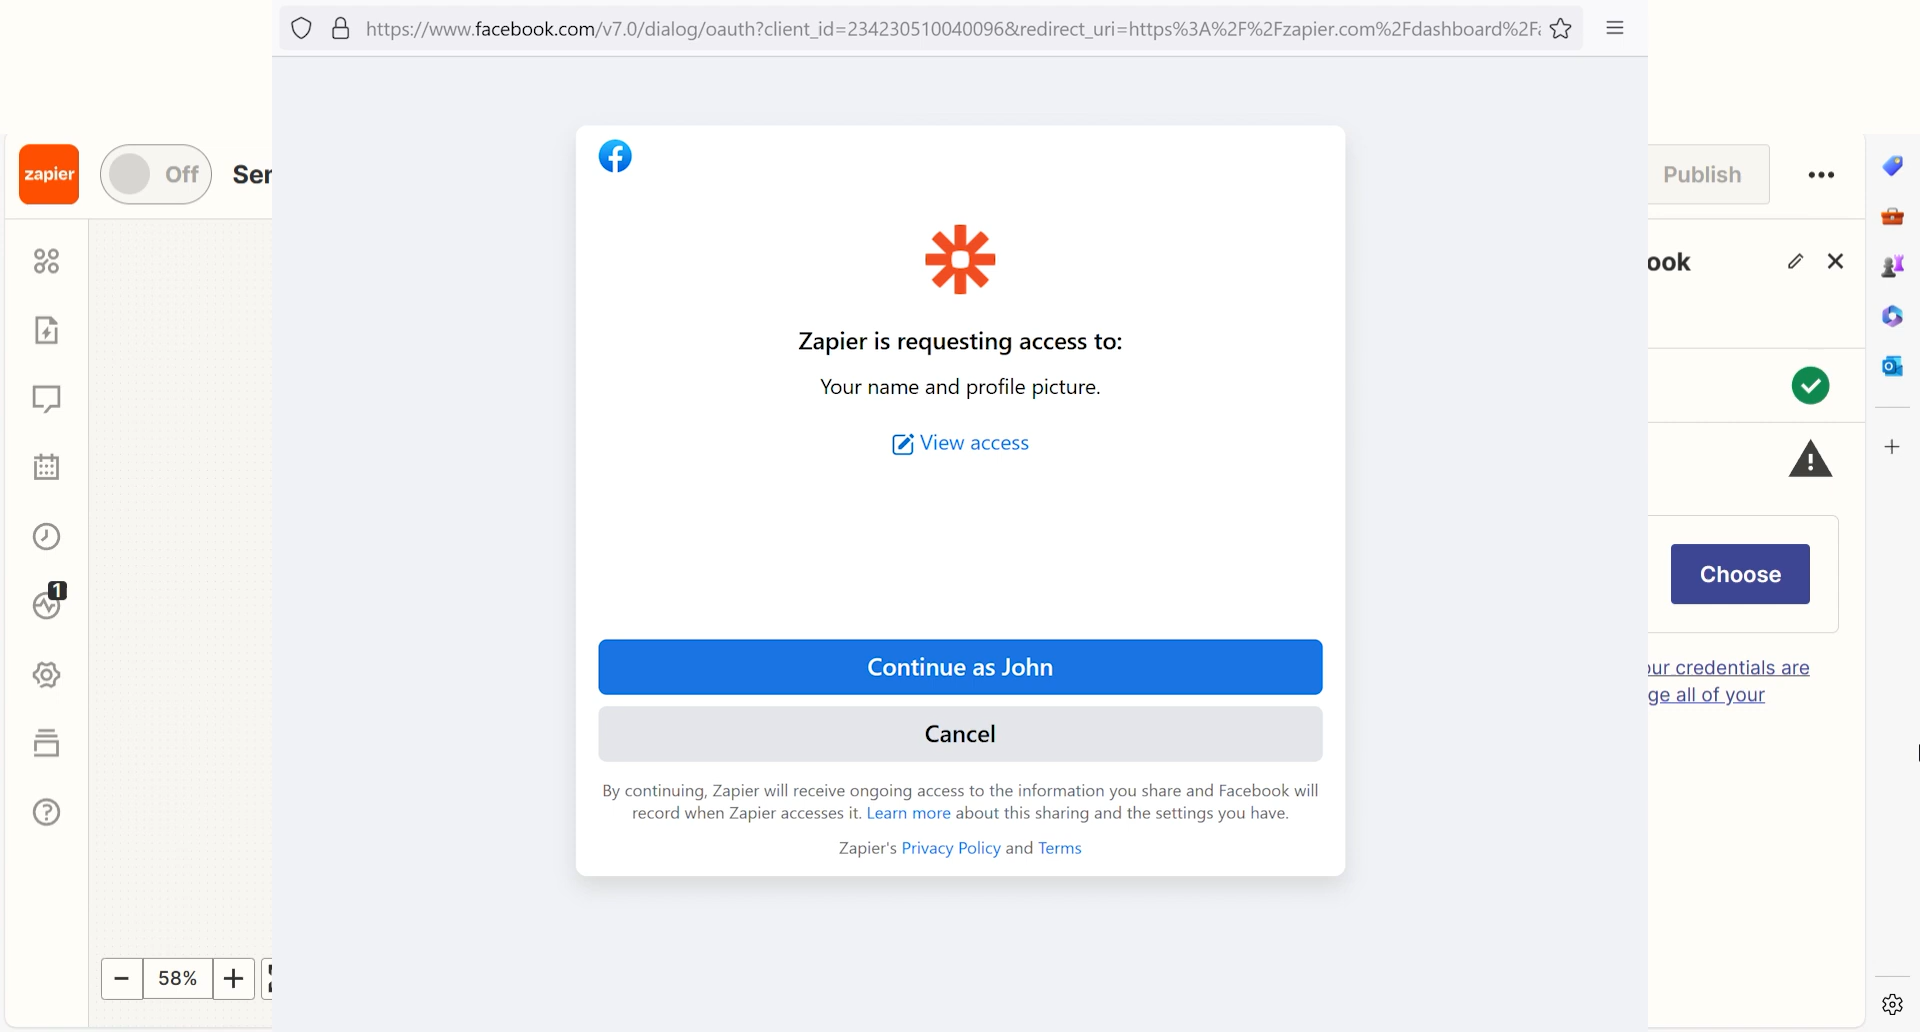 https://www.facebook.com/v7.0/dialog/oauth?client_id=234230510040096&redirect_uri=https%3A%2F%2Fzapier.com%2Fdashboard%2F
zapier
Off
Ser
Publish
ook
Zapier is requesting access to:
Your name and profile picture.
View access
Choose
1
Continue as John
ur credentials are
ge all of your
Cancel
By continuing, Zapier will receive ongoing access to the information you share and Facebook will
record when Zapier accesses it. Learn more about this sharing and the settings you have.
Zapier's Privacy Policy and Terms
58%